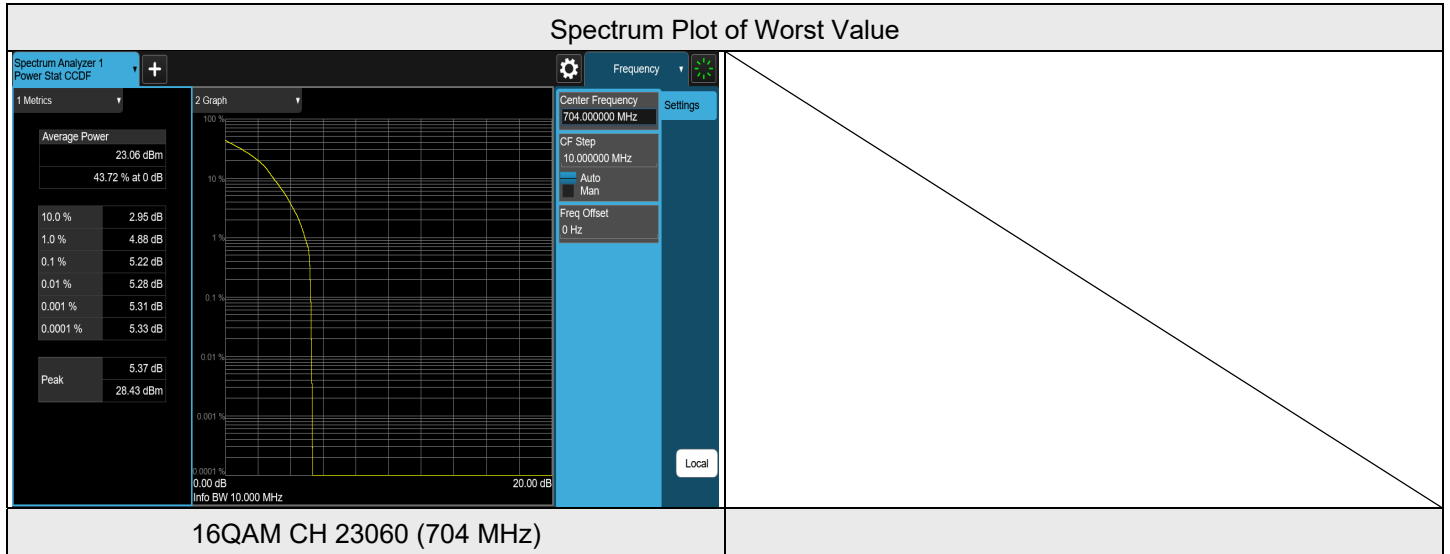 Spectrum Plot of Worst Value
Spectrum Analyzer 1
Power Stat CCDF
+
Frequency
1 Metrics
2 Graph
Center Frequency
704.000000 MHz
Settings
CF Step
10.000000 MHz
Auto
Man
Freq Offset
0 Hz
Average Power
23.06 dBm
43.72 % at 0 dB
10.0 % 2.95 dB
1.0 % 4.88 dB
0.1 % 5.22 dB
0.01 % 5.28 dB
0.001 % 5.31 dB
0.0001 % 5.33 dB
Peak 5.37 dB
28.43 dBm
100 %
10 %
1 %
0.1 %
0.01 %
0.001 %
0.0001 %
0.00 dB 20.00 dB
Info BW 10.000 MHz
Local
16QAM CH 23060 (704 MHz)